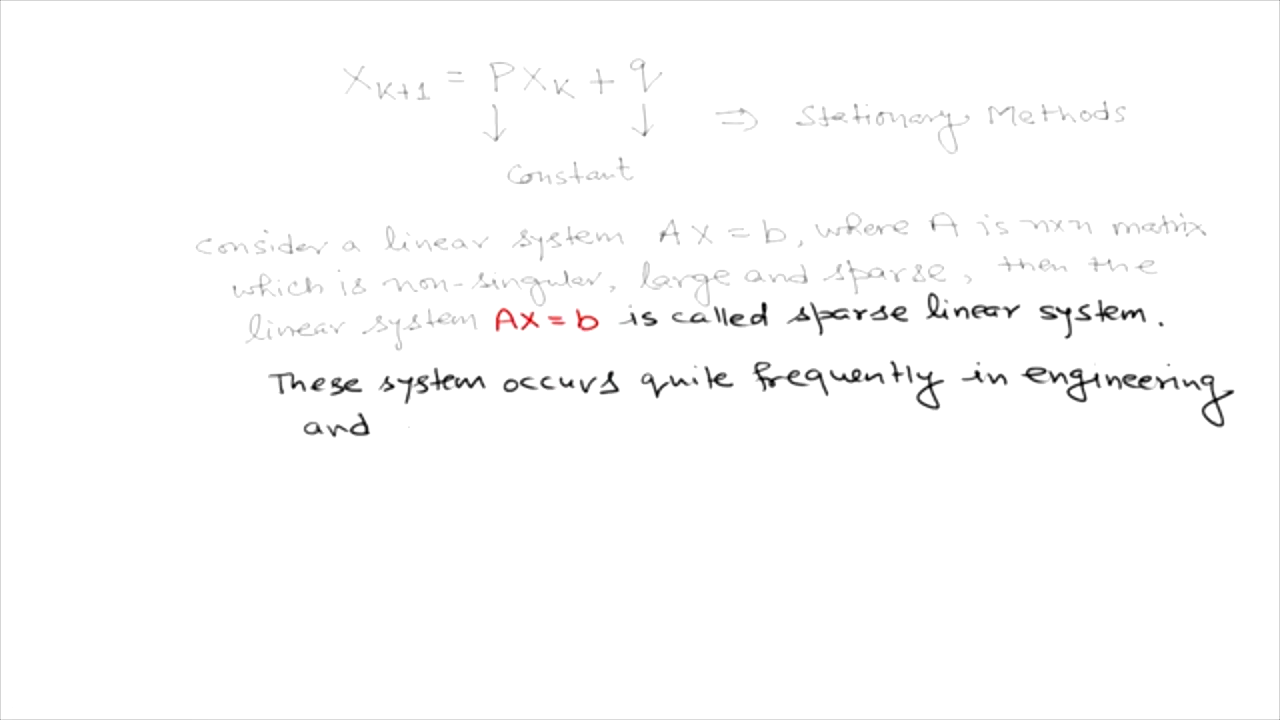 X_{K+1} = P X_K + q
↓ ↓ ⇒ Stationary Methods
Constant
Consider a linear system AX = b, where A is n×n matrix
which is non-singular, large and sparse, then the
linear system AX = b is called sparse linear system.
These system occurs quite frequently in engineering
and